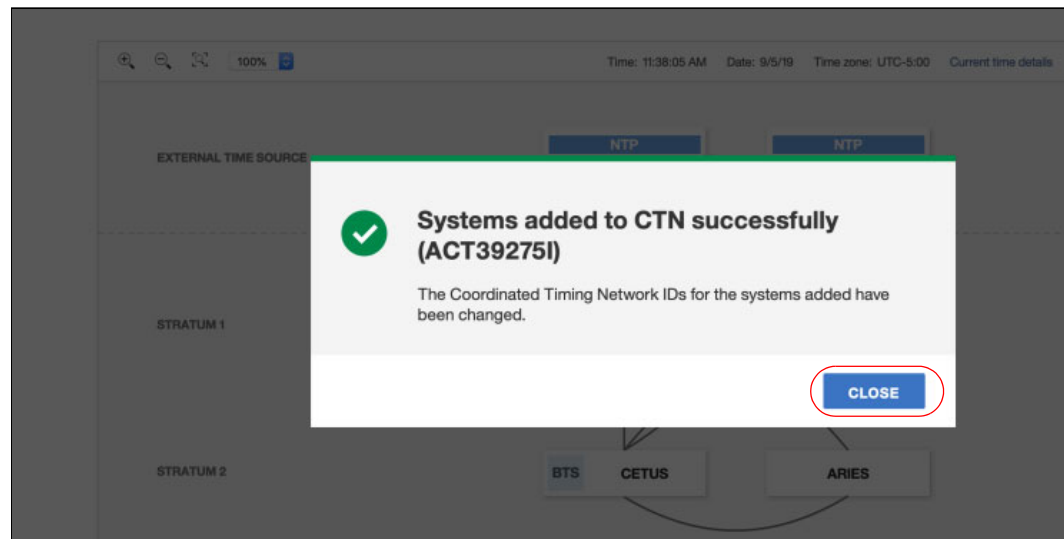 100%
Time: 11:38:05 AM Date: 9/5/19 Time zone: UTC-5:00 Current time details
NTP NTP
EXTERNAL TIME SOURCE
Systems added to CTN successfully
(ACT39275I)
The Coordinated Timing Network IDs for the systems added have
been changed.
STRATUM 1
CLOSE
STRATUM 2 BTS CETUS ARIES